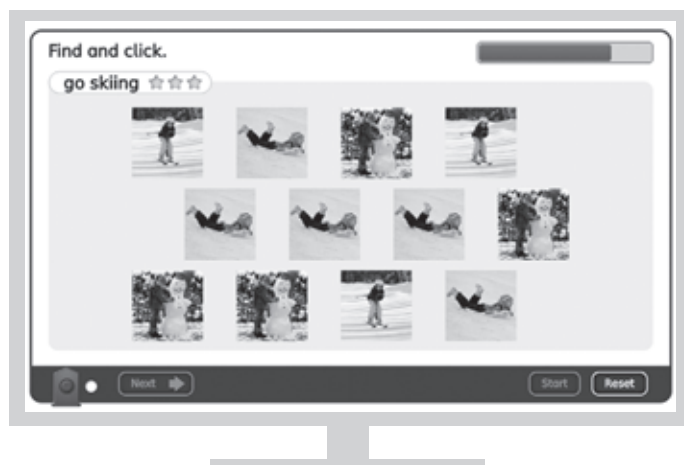 Find and click.
go skiing
Next
Start
Reset